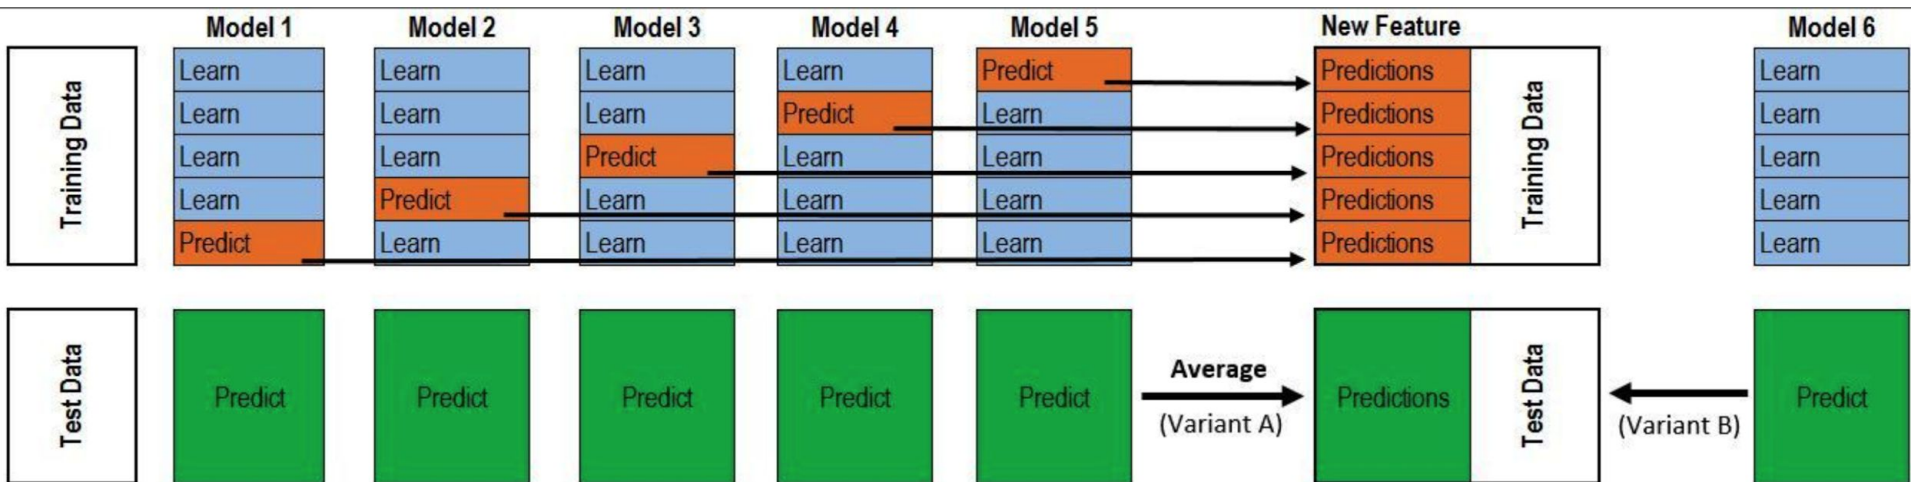 Model 1 Model 2 Model 3 Model 4 Model 5 New Feature Model 6
Training Data
Learn Learn Learn Learn Predict Predictions Learn
Learn Learn Learn Predict Learn Predictions Learn
Learn Learn Predict Learn Learn Predictions Learn
Learn Predict Learn Learn Learn Predictions Learn
Predict Learn Learn Learn Learn Predictions Learn
Training Data
Test Data
Predict Predict Predict Predict Predict
Average
(Variant A)
Predictions
Test Data
(Variant B)
Predict